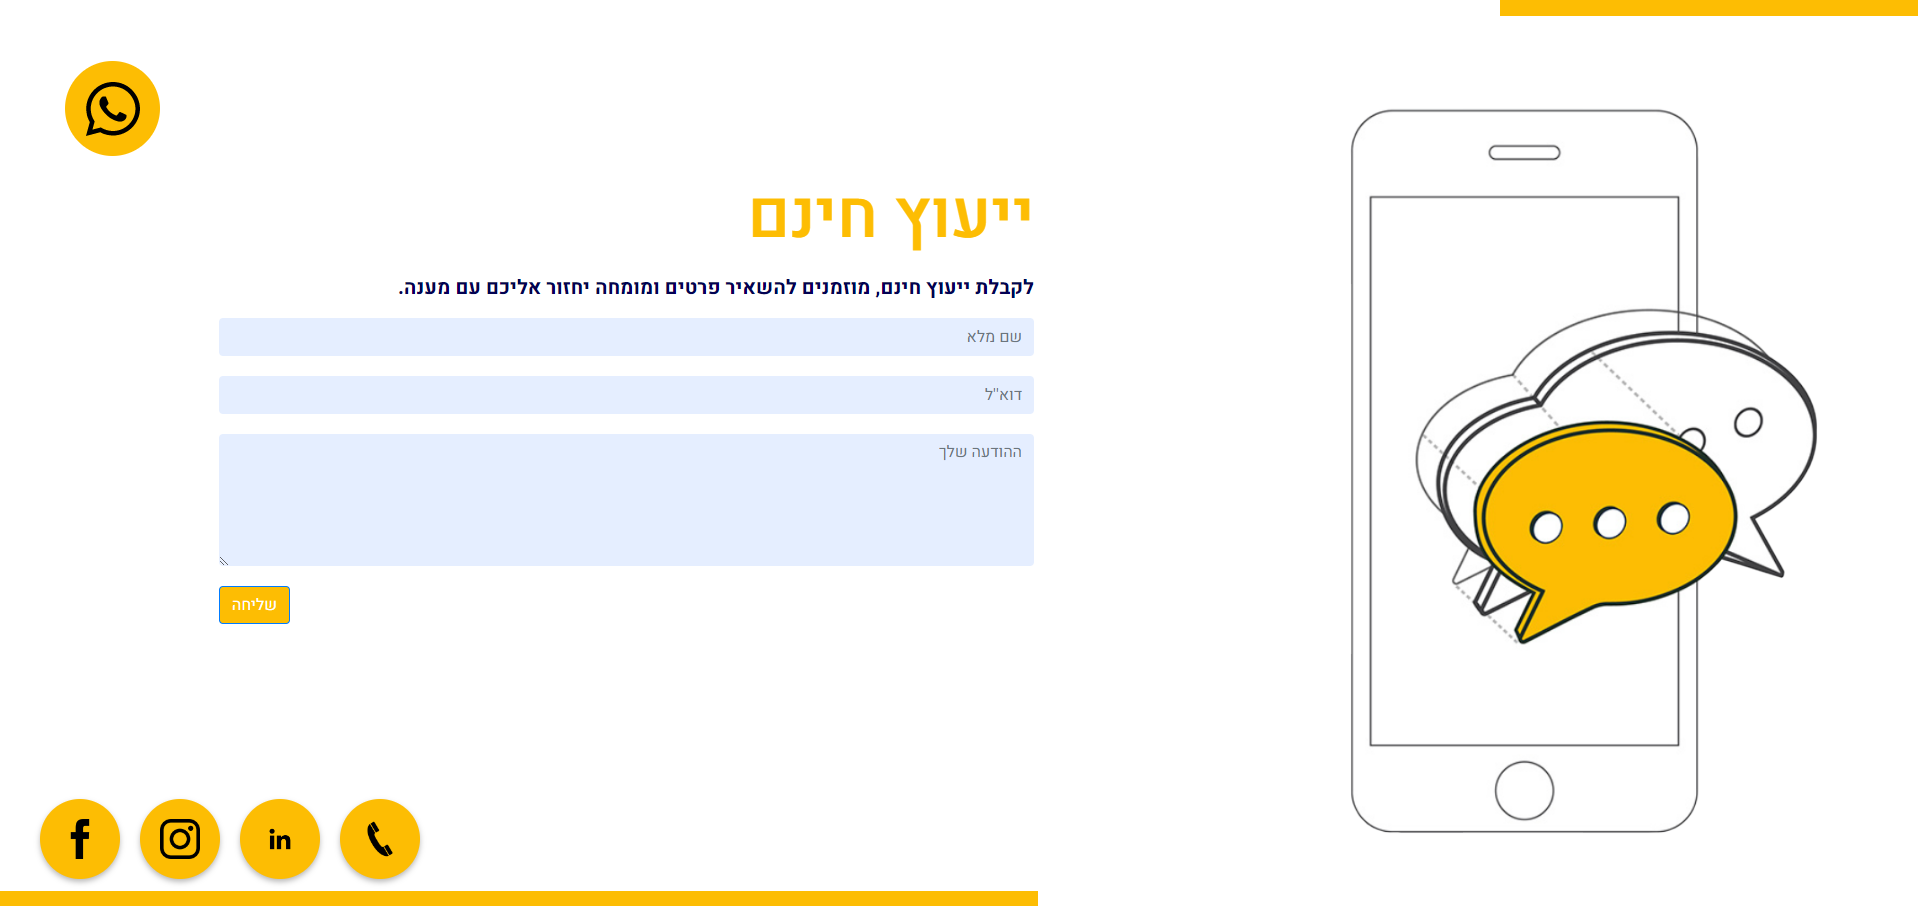 ייעוץ חינם
לקבלת ייעוץ חינם, מוזמנים להשאיר פרטים ומומחה יחזור אליכם עם מענה.
שם מלא
דוא"ל
ההודעה שלך
שליחה